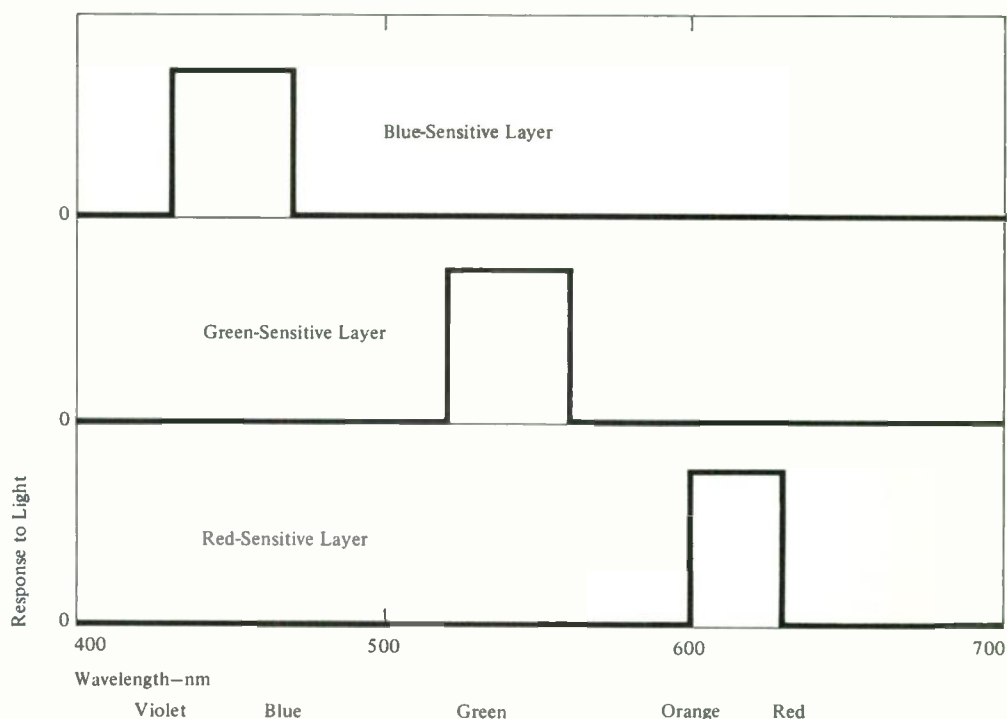 Blue-Sensitive Layer
0
Green-Sensitive Layer
0
Red-Sensitive Layer
0
Response to Light
400 500 600 700
Wavelength—nm
Violet Blue Green Orange Red